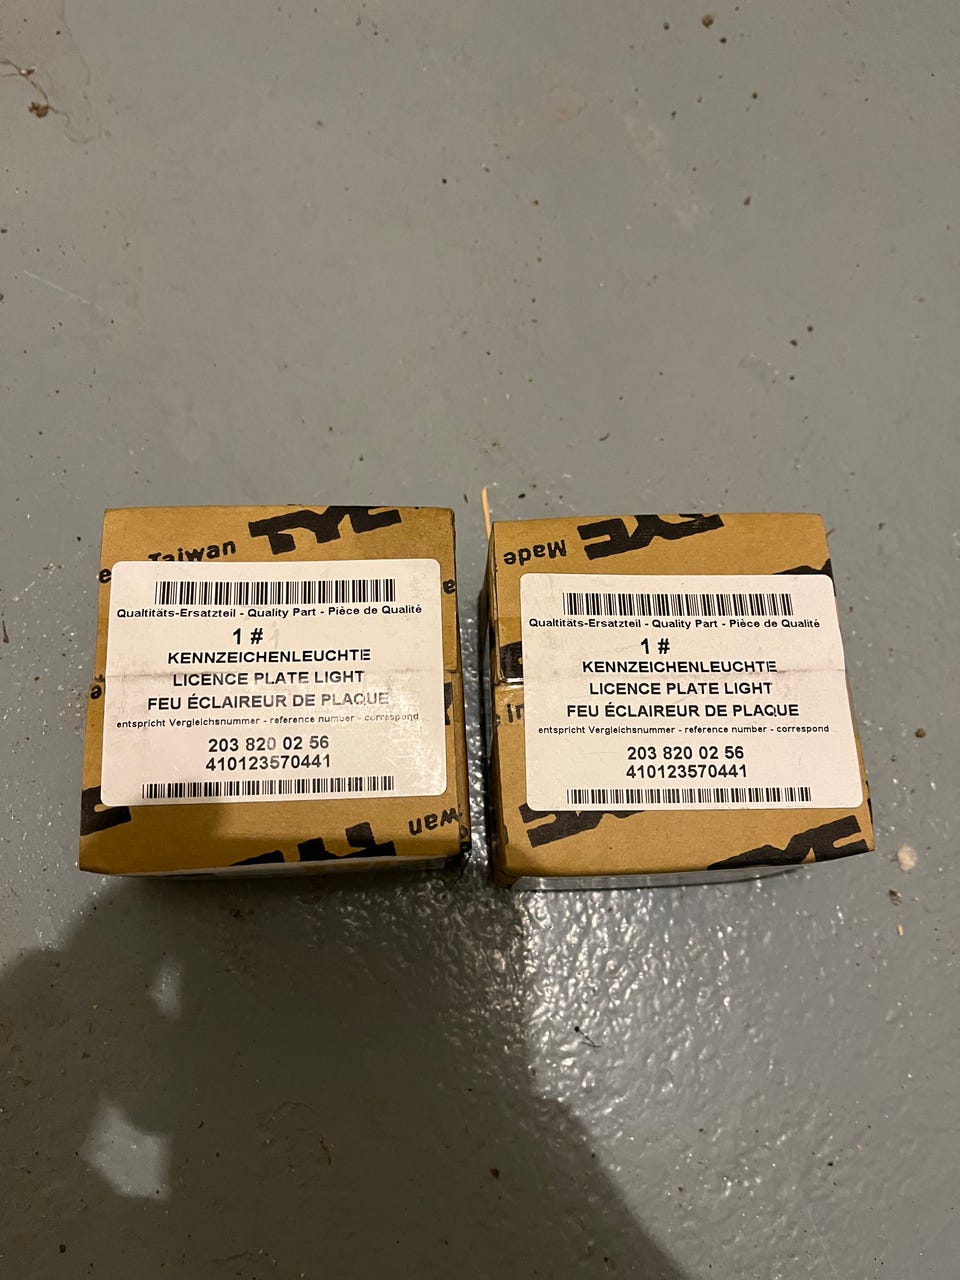 Taiwan TYC
Qualtitäts-Ersatzteil - Quality Part - Pièce de Qualité
1 #
KENNZEICHENLEUCHTE
LICENCE PLATE LIGHT
FEU ÉCLAIREUR DE PLAQUE
entspricht Vergleichsnummer - reference number - correspond
203 820 02 56
410123570441
Made TYC
Qualtitäts-Ersatzteil - Quality Part - Pièce de Qualité
1 #
KENNZEICHENLEUCHTE
LICENCE PLATE LIGHT
FEU ÉCLAIREUR DE PLAQUE
entspricht Vergleichsnummer - reference number - correspond
203 820 02 56
410123570441
TYC